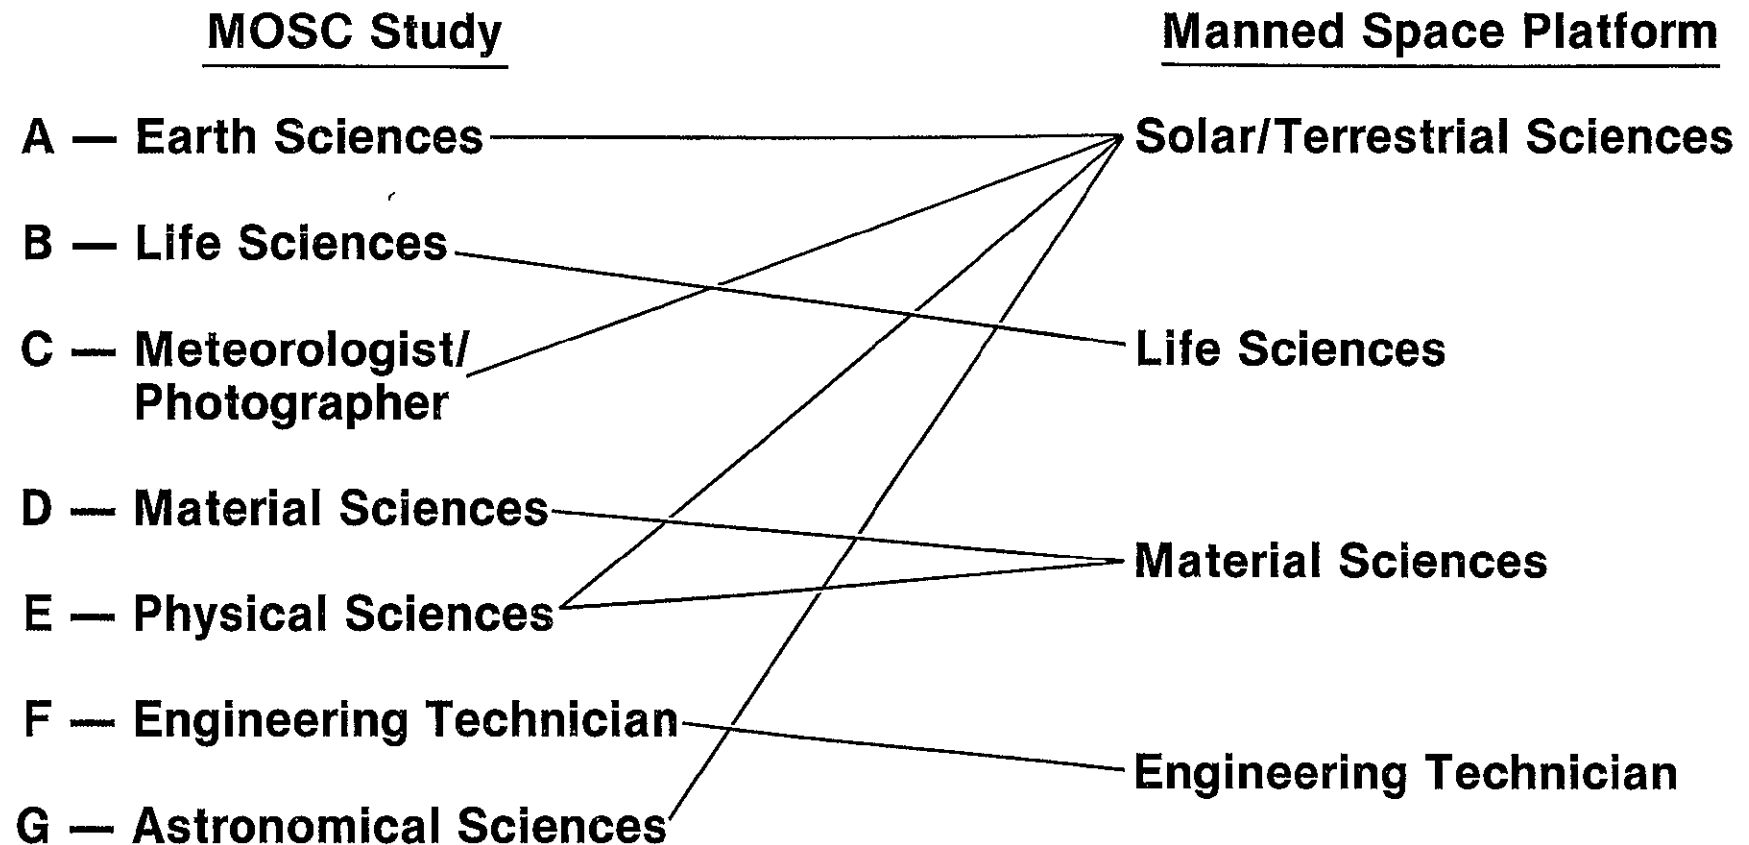 MOSC Study
Manned Space Platform
A — Earth Sciences
Solar/Terrestrial Sciences
B — Life Sciences
C — Meteorologist/
Photographer
Life Sciences
D — Material Sciences
Material Sciences
E — Physical Sciences
F — Engineering Technician
Engineering Technician
G — Astronomical Sciences